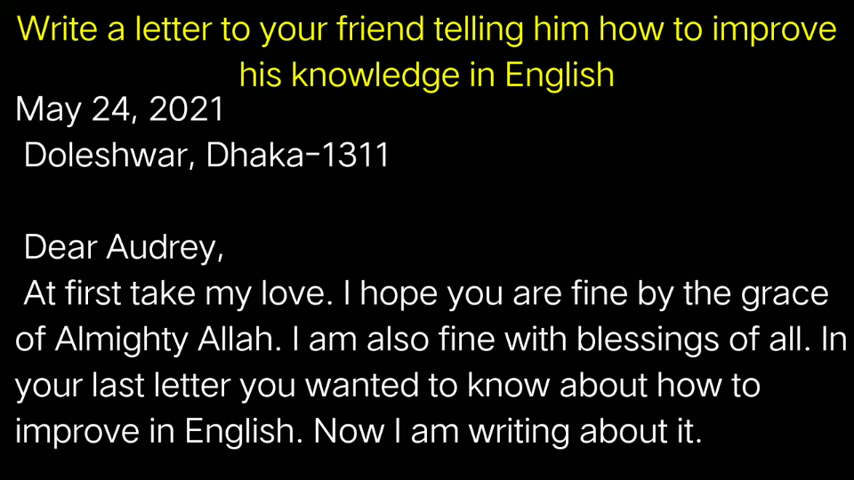 Write a letter to your friend telling him how to improve
his knowledge in English
May 24, 2021
Doleshwar, Dhaka-1311
Dear Audrey,
At first take my love. I hope you are fine by the grace
of Almighty Allah. I am also fine with blessings of all. In
your last letter you wanted to know about how to
improve in English. Now I am writing about it.